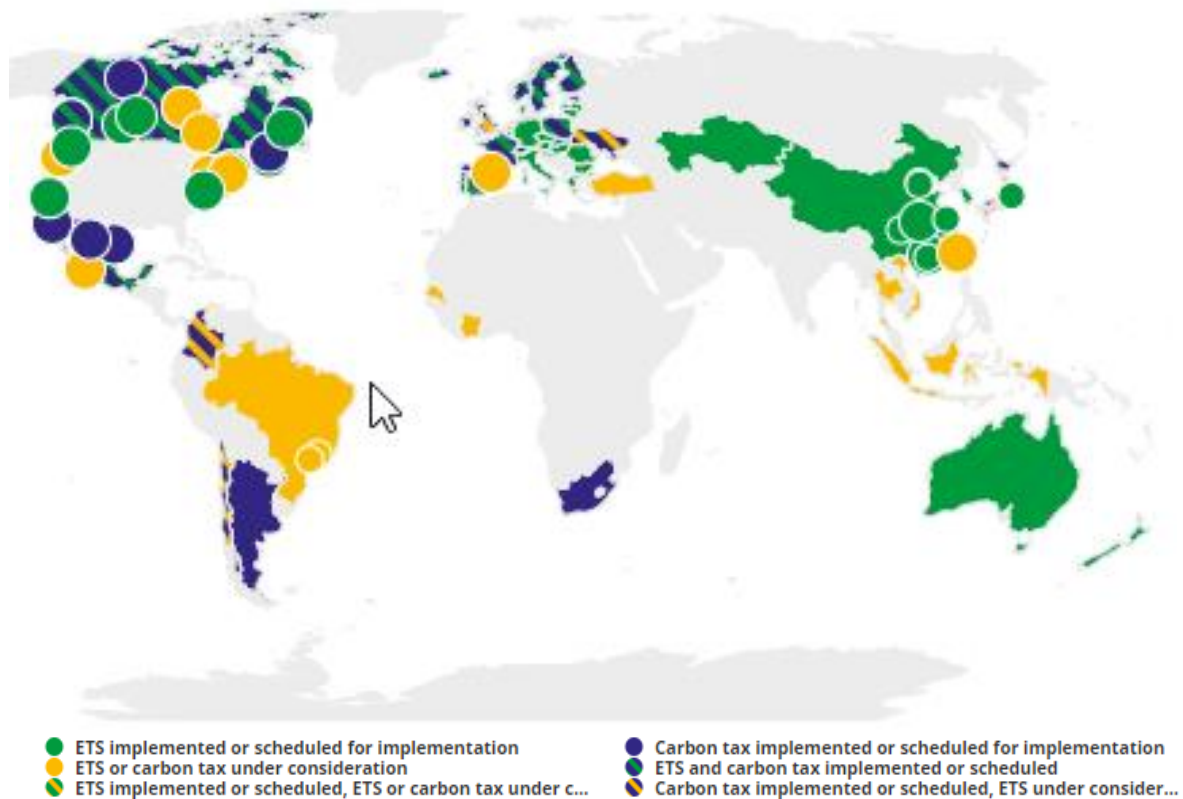 ETS implemented or scheduled for implementation
Carbon tax implemented or scheduled for implementation
ETS or carbon tax under consideration
ETS and carbon tax implemented or scheduled
ETS implemented or scheduled, ETS or carbon tax under c...
Carbon tax implemented or scheduled, ETS under consider...